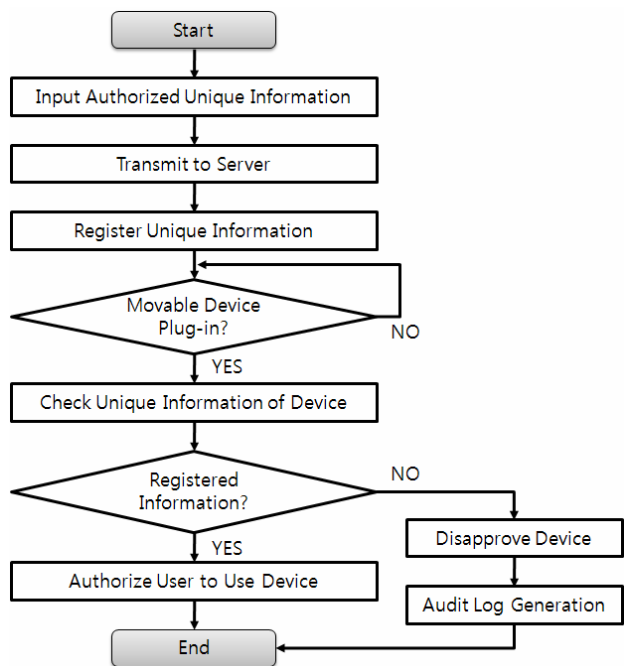 Start
Input Authorized Unique Information
Transmit to Server
Register Unique Information
Movable Device
Plug-in?
NO
YES
Check Unique Information of Device
Registered
Information?
NO
YES
Disapprove Device
Authorize User to Use Device
Audit Log Generation
End